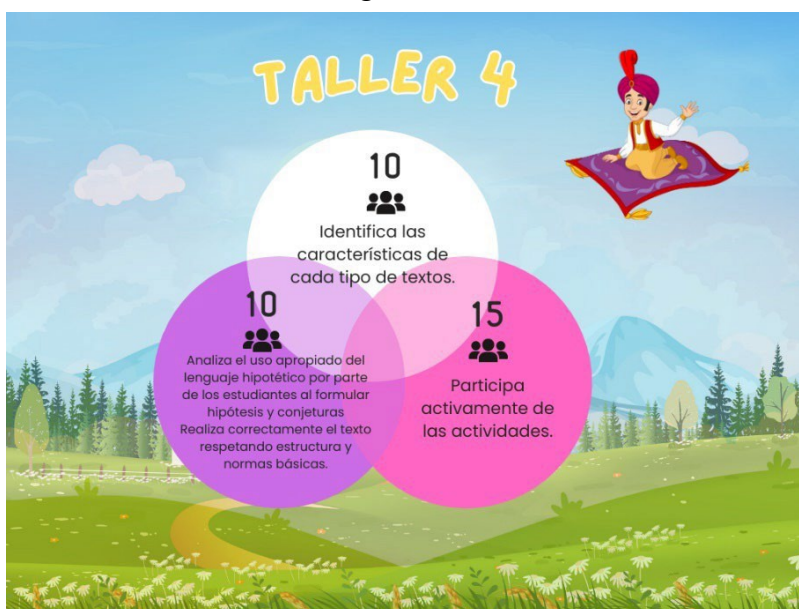 TALLER 4
10
Identifica las
características de
cada tipo de textos.
10
Analiza el uso apropiado del
lenguaje hipotético por parte
de los estudiantes al formular
hipótesis y conjeturas
Realiza correctamente el texto
respetando estructura y
normas básicas.
15
Participa
activamente de
las actividades.